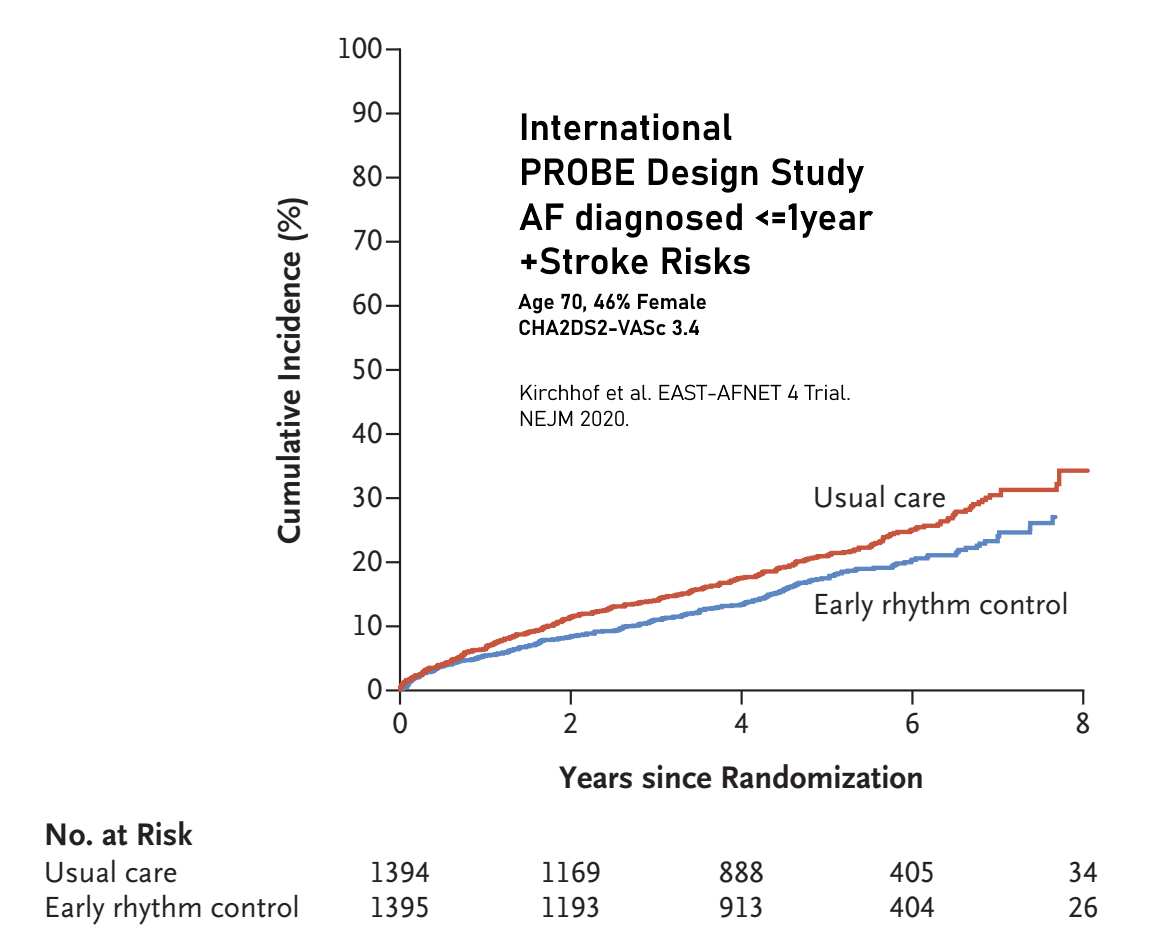 100
90
80
70
60
50
40
30
20
10
0
Cumulative Incidence (%)
International
PROBE Design Study
AF diagnosed <=1year
+Stroke Risks
Age 70, 46% Female
CHA2DS2-VASc 3.4
Kirchhof et al. EAST-AFNET 4 Trial.
NEJM 2020.
Usual care
Early rhythm control
0 2 4 6 8
Years since Randomization
No. at Risk
Usual care 1394 1169 888 405 34
Early rhythm control 1395 1193 913 404 26